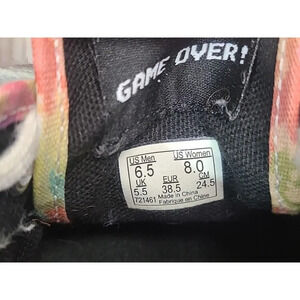 GAME OVER!
US Men US Women
6.5 8.0
UK EUR CM
5.5 38.5 24.5
721461 Made in China
Fabriqué en Chine